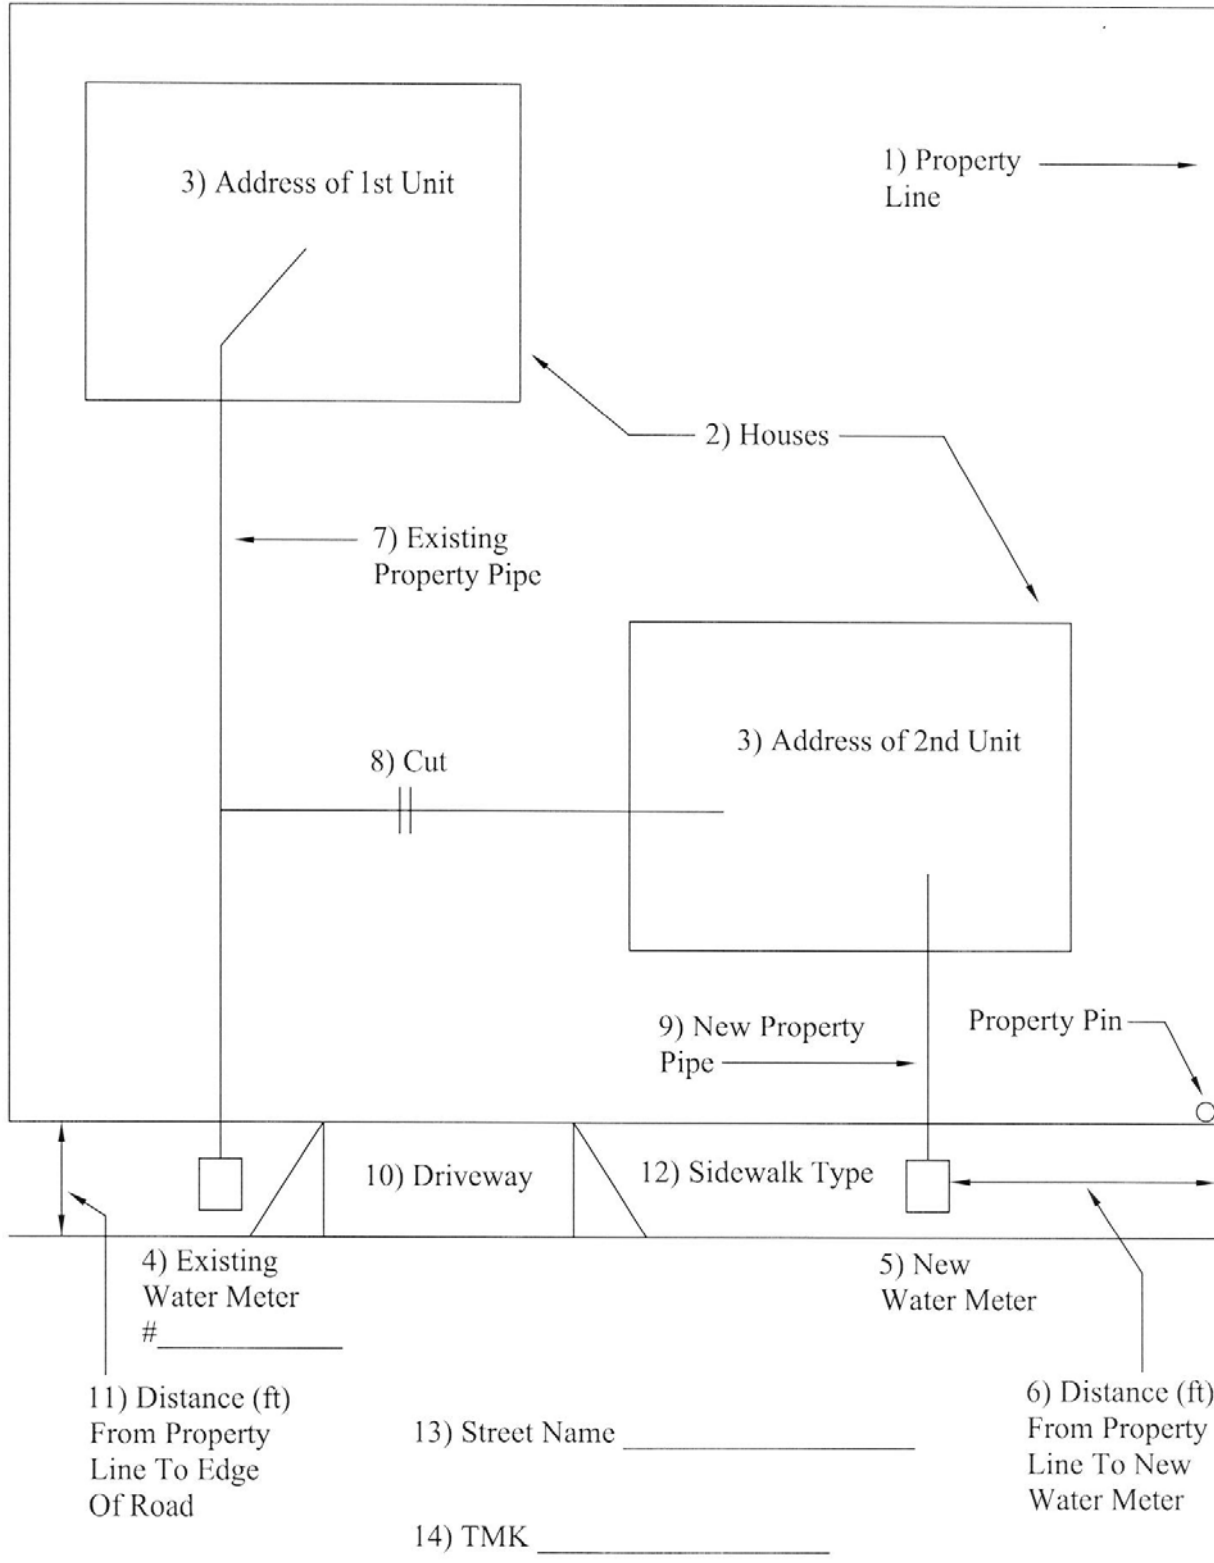 3) Address of 1st Unit
1) Property
Line
2) Houses
7) Existing
Property Pipe
8) Cut
3) Address of 2nd Unit
9) New Property
Pipe
Property Pin
10) Driveway
12) Sidewalk Type
4) Existing
Water Meter
#
5) New
Water Meter
11) Distance (ft)
From Property
Line To Edge
Of Road
6) Distance (ft)
From Property
Line To New
Water Meter
13) Street Name
14) TMK